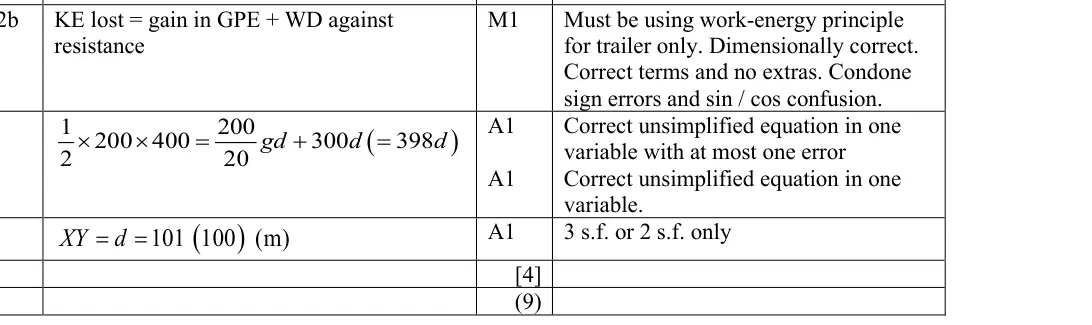 2b KE lost = gain in GPE + WD against M1 Must be using work-energy principle
resistance for trailer only. Dimensionally correct.
Correct terms and no extras. Condone
sign errors and sin / cos confusion.
1/2 × 200 × 400 = 200/20 gd + 300d (= 398d) A1 Correct unsimplified equation in one
variable with at most one error
A1 Correct unsimplified equation in one
variable.
XY = d = 101 (100) (m) A1 3 s.f. or 2 s.f. only
[4]
(9)